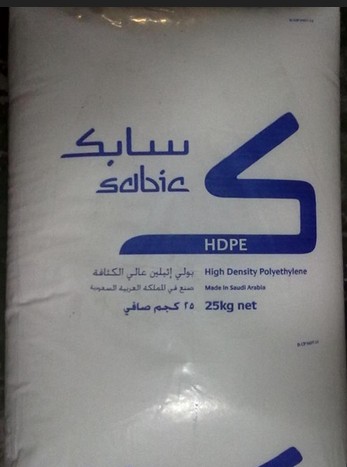 سابك
sabic
HDPE
بولي إثيلين عالي الكثافة
High Density Polyethylene
صنع في المملكة العربية السعودية
Made in Saudi Arabia
٢٥ كجم صافي
25kg net